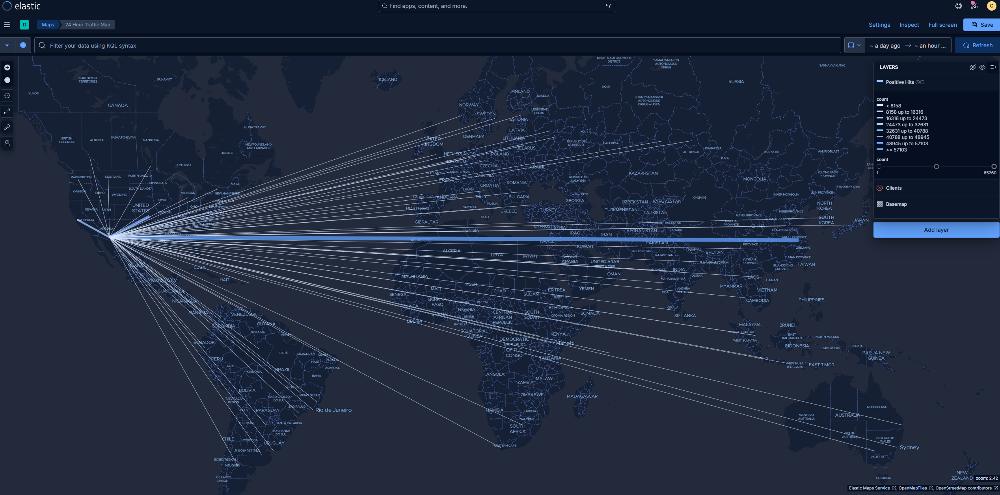 elastic
Find apps, content, and more.
^ /
C
D
Maps
24 Hour Traffic Map
Settings
Inspect
Full screen
Save
Filter your data using KQL syntax
~ a day ago → ~ an hour ...
Refresh
LAYERS
Positive Hits
count
< 8158
8158 up to 16316
16316 up to 24473
24473 up to 32631
32631 up to 40788
40788 up to 48945
48945 up to 57103
>= 57103
count
1
65260
Clients
Basemap
Add layer
NENETS AUTONOMOUS
DISTRICT
YAMALO-NENETS
AUTONOMOUS
OKRUG
SAKHA (YAKUTIA)
NORTHWEST
TERRITORIES
NUNAVUT
ICELAND
RUSSIA
KOMI
YUKON
FINLAND
KARELIA
KHANTY-MANSIYSK
AUTONOMOUS
OKRUG – UGRA
CANADA
NORWAY
LENINGRAD
OBLAST
SWEDEN
ESTONIA
NUNATSIAVUT
LATVIA
MARI EL
BRITISH
COLUMBIA
ALBERTA
SASKATCHEWAN
MANITOBA
UNITED
KINGDOM
DENMARK
LITHUANIA
REPUBLIC OF
MORDOVIA
BASHKIRIA
NEWFOUNDLAND
AND LABRADOR
BELARUS
ALTAI KRAI
KHAKASSIA
BURYATIA
AMUR OBLAST
QUEBEC
NETHERLANDS
POLAND
TUVA
ONTARIO
BELGIUM
CZECHIA
UKRAINE
BRITTANY
GREATER EAST
AUSTRIA
KAZAKHSTAN
HEILONGJIANG
PROVINCE
WASHINGTON
MONTANA
NORTH DAKOTA
FRANCE
CROATIA
ROMANIA
REPUBLIC OF
KALMYKIA
MONGOLIA
MINNESOTA
MAINE
PRIMORSKY KRAI
OREGON
IDAHO
WYOMING
SOUTH DAKOTA
MICHIGAN
NEW HAMPSHIRE
LIGURIA
GALICIA
ANDORRA
ITALY
BULGARIA
CHECHNYA
GEORGIA
XINJIANG
INNER MONGOLIA
JILIN PROVINCE
IOWA
CONNECTICUT
UNITED
STATES
OHIO
NEW JERSEY
PORTUGAL
SARDINIA
PUGLIA
GREECE
TURKEY
UZBEKISTAN
KYRGYZSTAN
TURKMENISTAN
TAJIKISTAN
NORTH
KOREA
NEVADA
UTAH
MISSOURI
DELAWARE
HEBEI PROVINCE
KENTUCKY
VIRGINIA
SICILY
GANSU PROVINCE
SHANXI PROVINCE
SOUTH
KOREA
JAPAN
CALIFORNIA
GIBRALTAR
GILGIT-BALTISTAN
QINGHAI
PROVINCE
ARIZONA
NORTH CAROLINA
TUNISIA
CYPRUS
SYRIA
AFGHANISTAN
LADAKH
CHINA
HENAN PROVINCE
MISSISSIPPI
IRAQ
IRAN
LOUISIANA
MOROCCO
ISRAEL
PAKISTAN
SICHUAN
PROVINCE
ANHUI PROVINCE
KUWAIT
ZHEJIANG
ALGERIA
LIBYA
EGYPT
BALOCHISTAN
RAJASTHAN
NEPAL
BHUTAN
FUJIAN PROVINCE
SAUDI
ARABIA
UNITED ARAB
EMIRATES
BANGLADESH
YUNNAN
PROVINCE
GUANGDONG
PROVINCE
TAIWAN
MEXICO
CUBA
GUJARAT
INDIA
OMAN
ODISHA
MAURITANIA
MAHARASHTRA
LAOS
HAINAN
Mexico City
HAITI
NIGER
MALI
CHAD
SUDAN
ERITREA
YEMEN
MYANMAR
VIETNAM
GUATEMALA
SENEGAL
TIGRAY
GOA
ANDHRA
PRADESH
NICARAGUA
BURKINA
FASO
ZAMFARA
BORNO
CAMBODIA
PHILIPPINES
GUINEA
NIGERIA
ETHIOPIA
KERALA
PANAMA
VENEZUELA
GHANA
BENUE
CENTRAL
AFRICAN
REPUBLIC
SOUTH
SUDAN
OROMIA REGION
SOMALIA
SRI LANKA
LIBERIA
BAYELSA
COLOMBIA
GUYANA
MALAYSIA
BRUNEI
RORAIMA
AMAPÁ
EQUATORIAL
GUINEA
KENYA
NORTH SUMATRA
EAST
KALIMANTAN
NORTH MALUKU
ECUADOR
DEMOCRATIC
REPUBLIC
OF THE
CONGO
Nairobi
WEST SUMATRA
INDONESIA
MOLUCCAS
PAPUA
PAPUA NEW
GUINEA
PARÁ
MARANHÃO
CEARÁ
PERU
PIAUÍ
PARAÍBA
TANZANIA
BANTEN
WEST NUSA
TENGGARA
EAST TIMOR
ACRE
RONDÔNIA
BRAZIL
ALAGOAS
BAHIA
ANGOLA
MALAWI
ZAMBIA
BOLIVIA
GOIÁS
MATO GROSSO
DO SUL
MINAS GERAIS
ZIMBABWE
MADAGASCAR
TARAPACÁ
REGION
JUJUY
PARAGUAY
SÃO PAULO
Rio de Janeiro
NAMIBIA
LIMPOPO
GAUTENG
QUEENSLAND
WESTERN
AUSTRALIA
AUSTRALIA
TUCUMÁN
SANTA CATARINA
SOUTH
AFRICA
RIO GRANDE
DO SUL
SOUTH
AUSTRALIA
NEW SOUTH
WALES
CHILE
CÓRDOBA
URUGUAY
WESTERN CAPE
Sydney
ARGENTINA
BIOBÍO REGION
NEUQUÉN
VICTORIA
LOS LAGOS
REGION
TASMANIA
NEW
ZEALAND
zoom: 2.42
Elastic Maps Service , OpenMapTiles , OpenStreetMap contributors